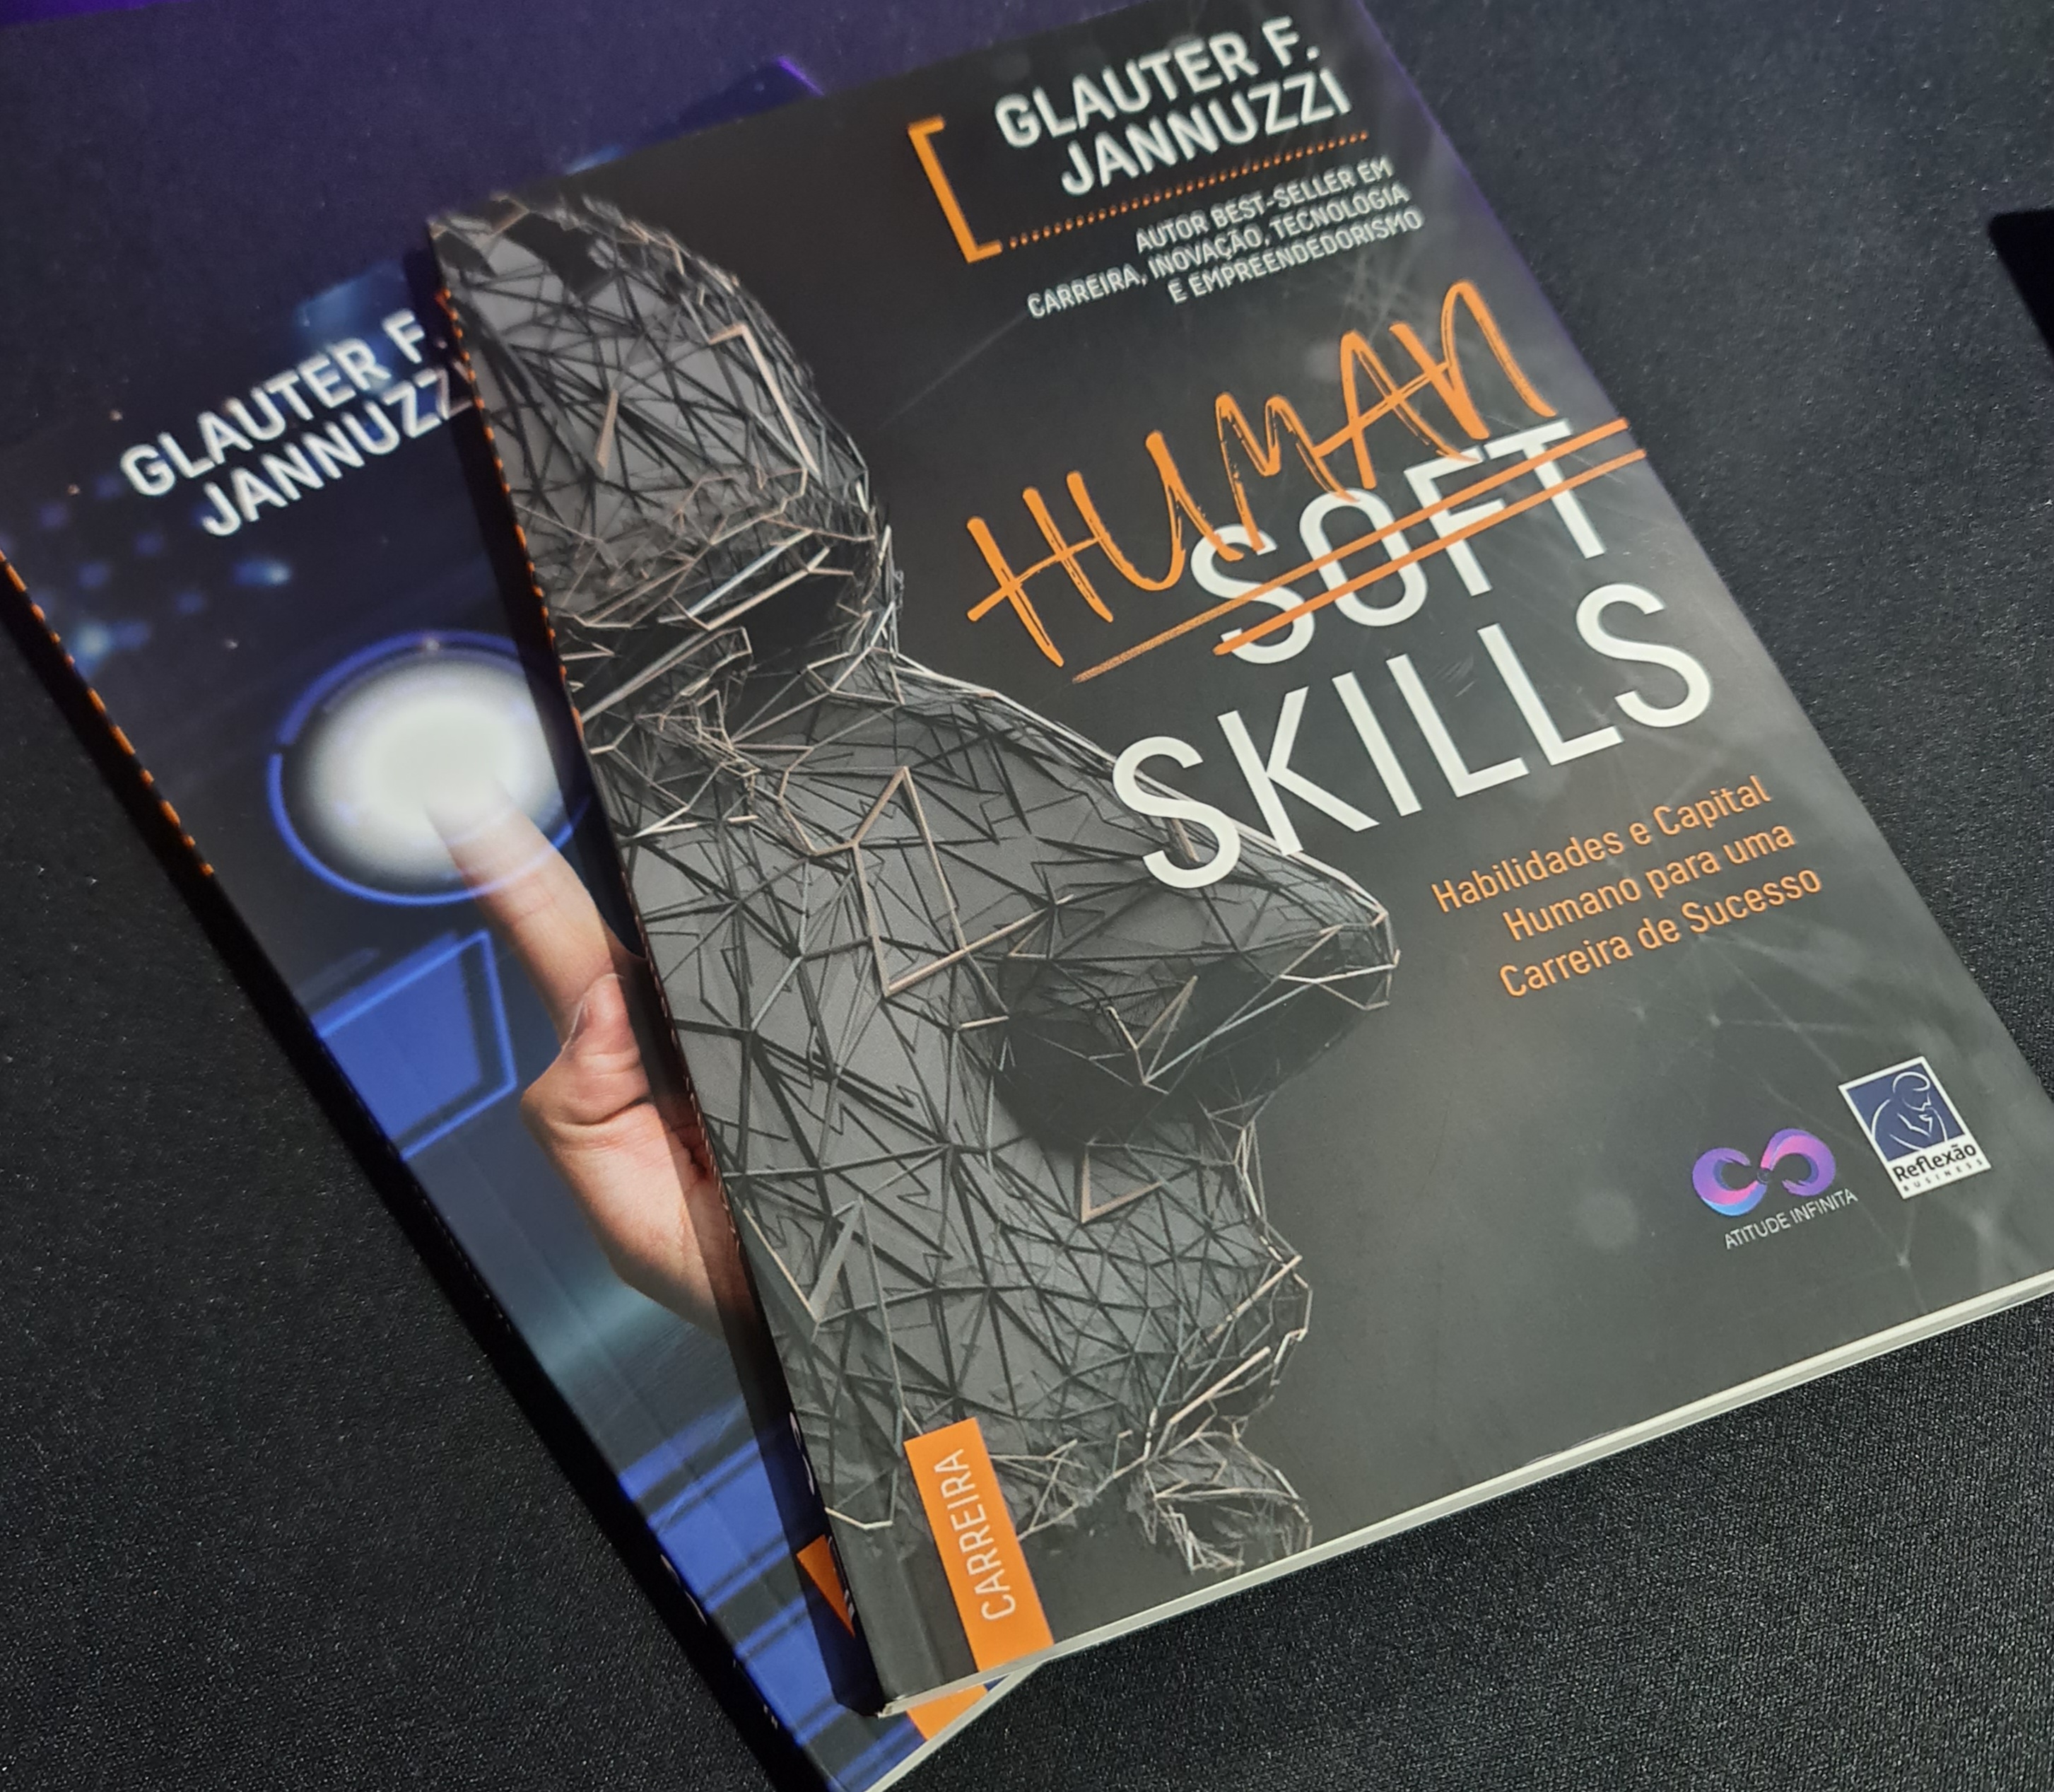 GLAUTER F.
JANNUZZI
AUTOR BEST-SELLER EM
CARREIRA, INOVAÇÃO, TECNOLOGIA
E EMPREENDEDORISMO
HUMAN
SOFT
SKILLS
Habilidades e Capital
Humano para uma
Carreira de Sucesso
ATITUDE INFINITA
Reflexão
BUSINESS
CARREIRA
GLAUTER F.
JANNUZZI